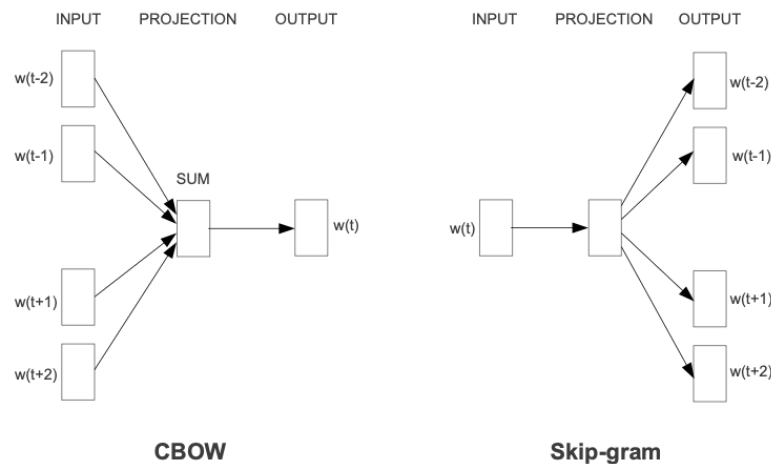 INPUT PROJECTION OUTPUT
w(t-2)
w(t-1)
SUM
w(t)
w(t+1)
w(t+2)
CBOW
INPUT PROJECTION OUTPUT
w(t-2)
w(t-1)
w(t)
w(t+1)
w(t+2)
Skip-gram